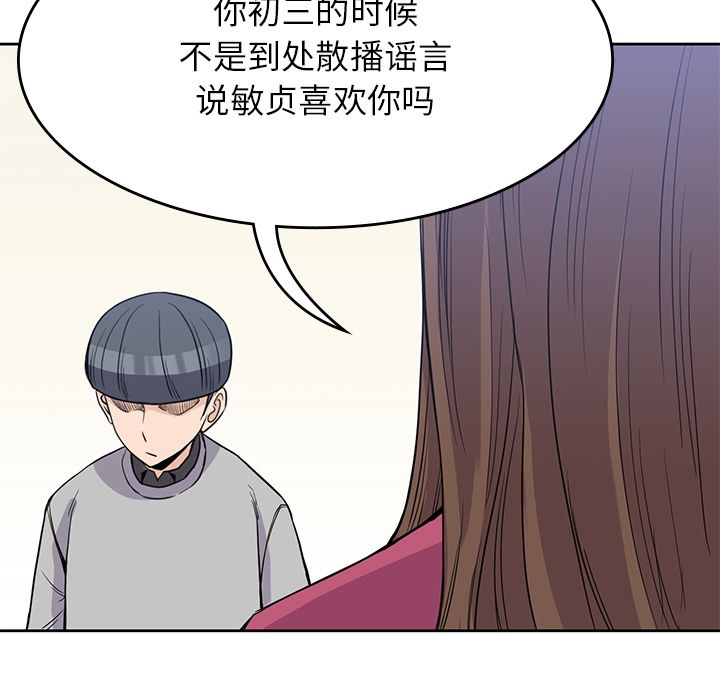 你初三的时候
不是到处散播谣言
说敏贞喜欢你吗